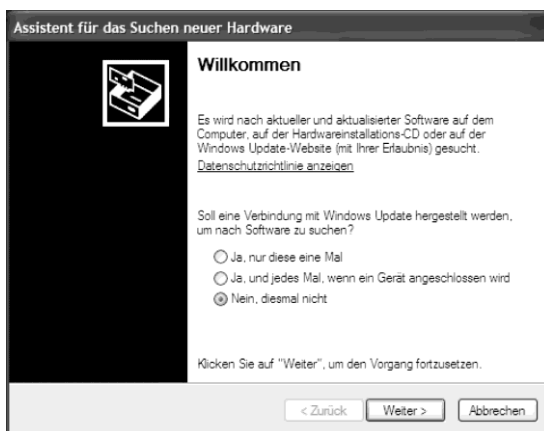 Assistent für das Suchen neuer Hardware
Willkommen
Es wird nach aktueller und aktualisierter Software auf dem
Computer, auf der Hardwareinstallations-CD oder auf der
Windows Update-Website (mit Ihrer Erlaubnis) gesucht.
Datenschutzrichtlinie anzeigen
Soll eine Verbindung mit Windows Update hergestellt werden,
um nach Software zu suchen?
Ja, nur diese eine Mal
Ja, und jedes Mal, wenn ein Gerät angeschlossen wird
Nein, diesmal nicht
Klicken Sie auf "Weiter", um den Vorgang fortzusetzen.
< Zurück Weiter > Abbrechen